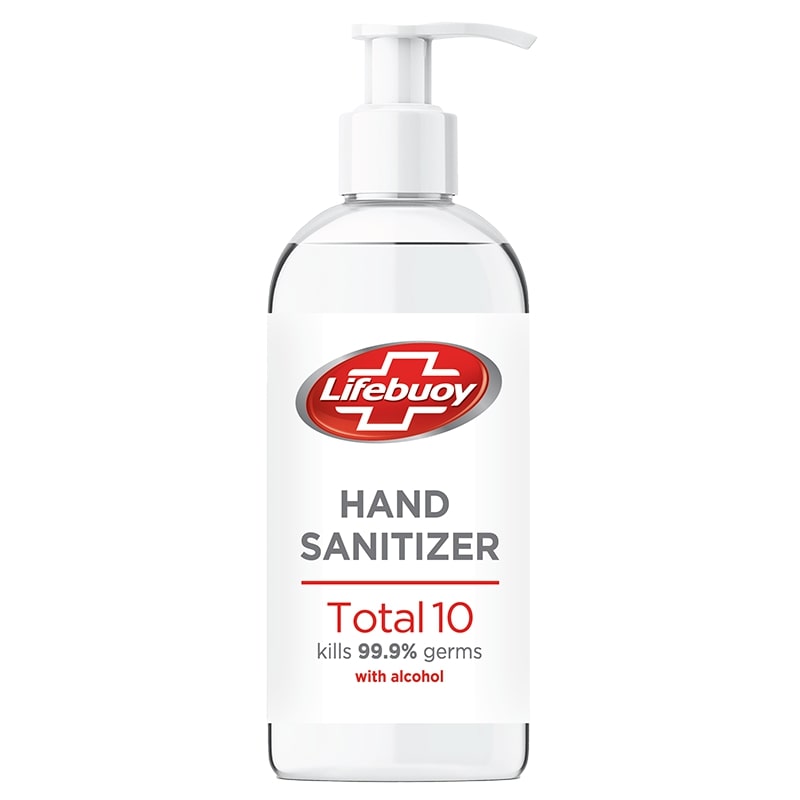 Lifebuoy
HAND
SANITIZER
Total 10
kills 99.9% germs
with alcohol